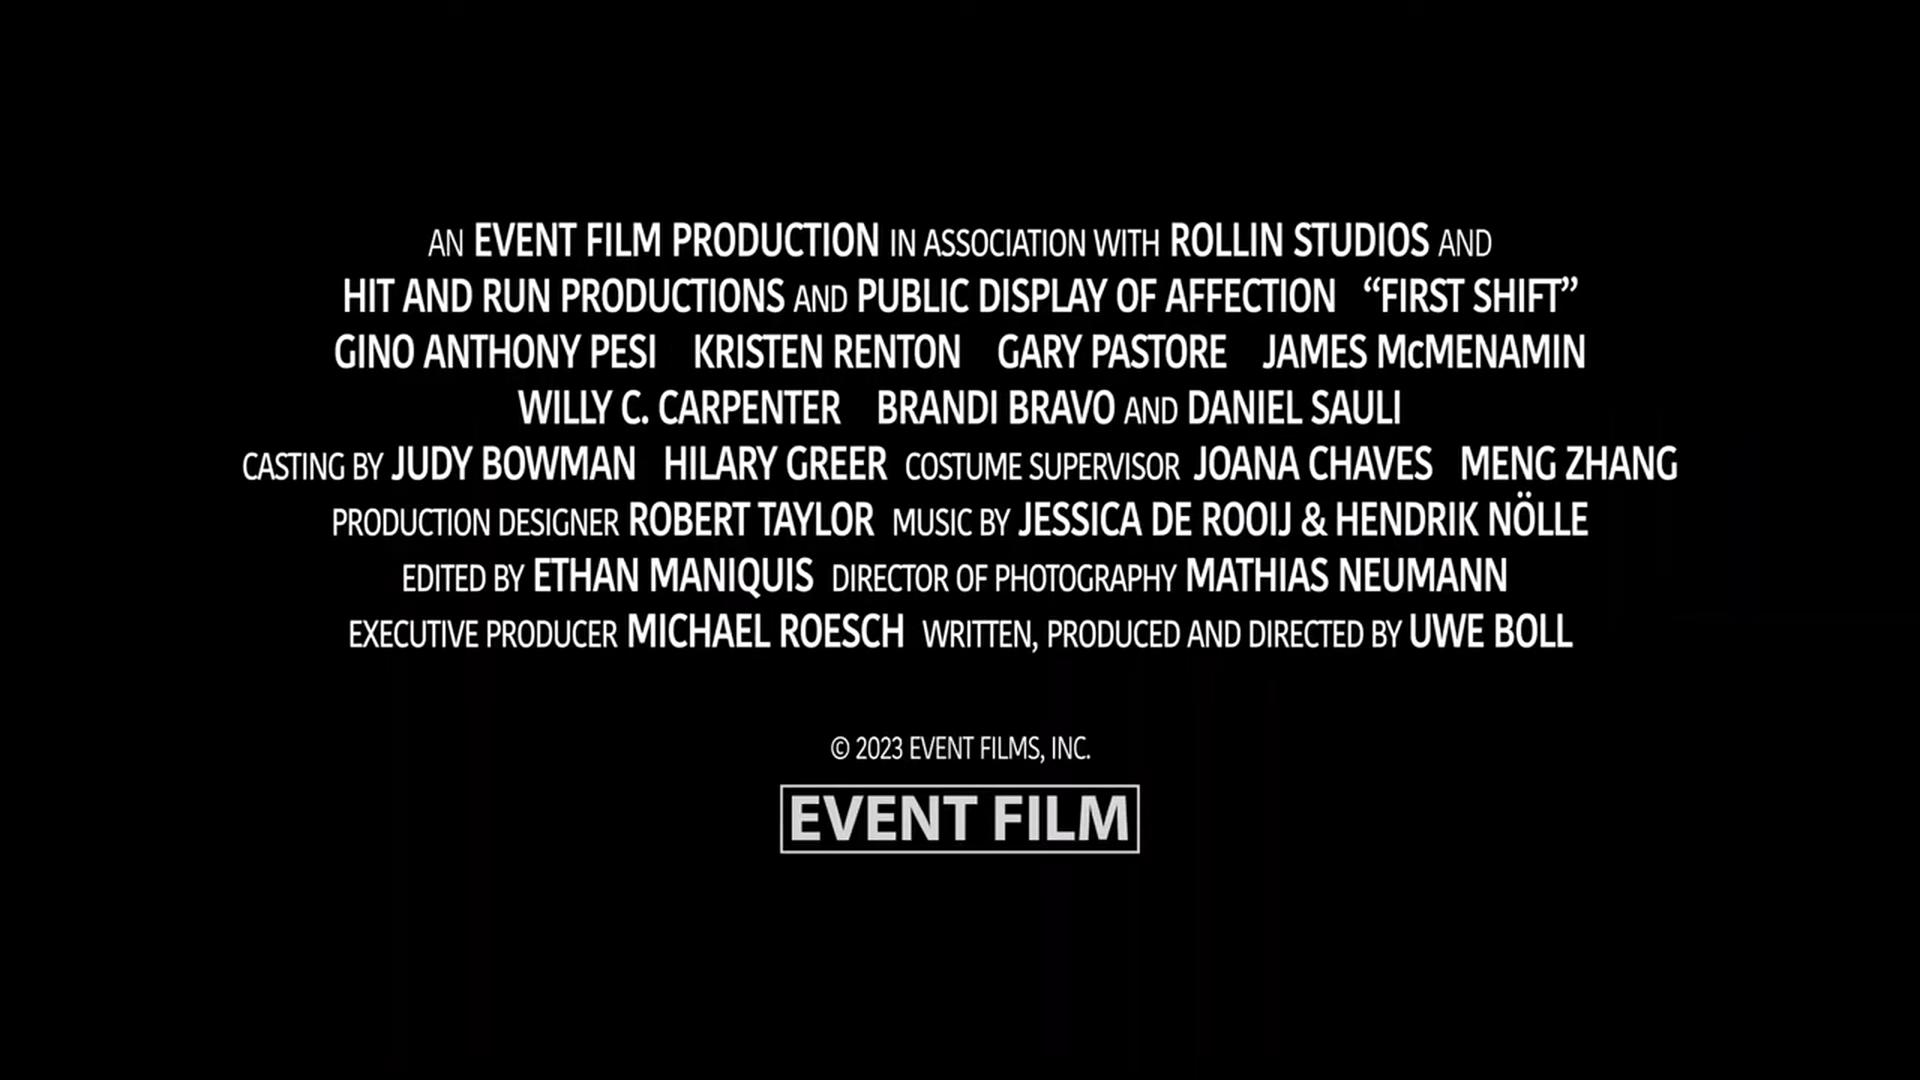 AN EVENT FILM PRODUCTION IN ASSOCIATION WITH ROLLIN STUDIOS AND
HIT AND RUN PRODUCTIONS AND PUBLIC DISPLAY OF AFFECTION “FIRST SHIFT”
GINO ANTHONY PESI KRISTEN RENTON GARY PASTORE JAMES McMENAMIN
WILLY C. CARPENTER BRANDI BRAVO AND DANIEL SAULI
CASTING BY JUDY BOWMAN HILARY GREER COSTUME SUPERVISOR JOANA CHAVES MENG ZHANG
PRODUCTION DESIGNER ROBERT TAYLOR MUSIC BY JESSICA DE ROOIJ & HENDRIK NÖLLE
EDITED BY ETHAN MANIQUIS DIRECTOR OF PHOTOGRAPHY MATHIAS NEUMANN
EXECUTIVE PRODUCER MICHAEL ROESCH WRITTEN, PRODUCED AND DIRECTED BY UWE BOLL
© 2023 EVENT FILMS, INC.
EVENT FILM